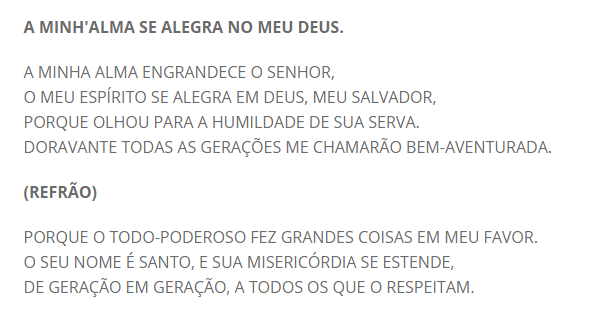 A MINH'ALMA SE ALEGRA NO MEU DEUS.
A MINHA ALMA ENGRANDECE O SENHOR,
O MEU ESPÍRITO SE ALEGRA EM DEUS, MEU SALVADOR,
PORQUE OLHOU PARA A HUMILDADE DE SUA SERVA.
DORAVANTE TODAS AS GERAÇÕES ME CHAMARÃO BEM-AVENTURADA.
(REFRÃO)
PORQUE O TODO-PODEROSO FEZ GRANDES COISAS EM MEU FAVOR.
O SEU NOME É SANTO, E SUA MISERICÓRDIA SE ESTENDE,
DE GERAÇÃO EM GERAÇÃO, A TODOS OS QUE O RESPEITAM.